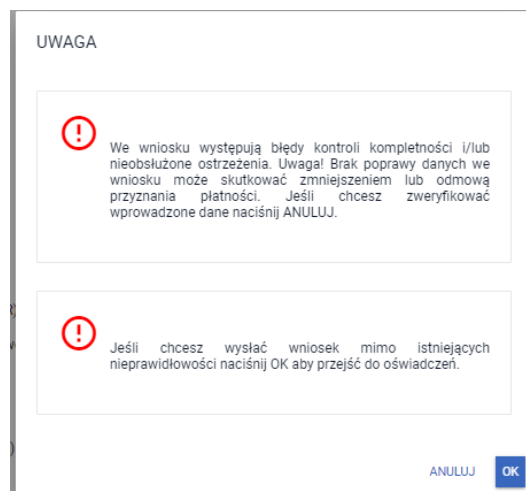 UWAGA
We wniosku występują błędy kontroli kompletności i/lub
nieobsłużone ostrzeżenia. Uwaga! Brak poprawy danych we
wniosku może skutkować zmniejszeniem lub odmową
przyznania płatności. Jeśli chcesz zweryfikować
wprowadzone dane naciśnij ANULUJ.
Jeśli chcesz wysłać wniosek mimo istniejących
nieprawidłowości naciśnij OK aby przejść do oświadczeń.
ANULUJ OK